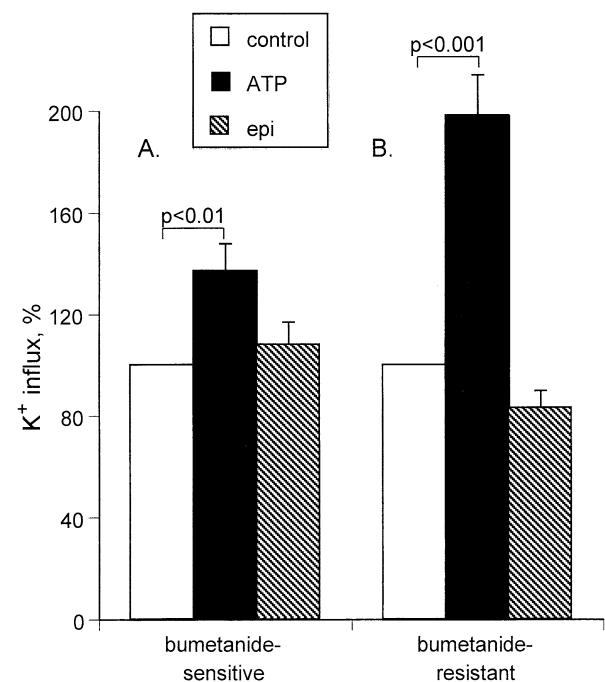 control
ATP
epi
p<0.001
A.
B.
p<0.01
200
160
120
80
40
0
K+ influx, %
bumetanide-
sensitive
bumetanide-
resistant